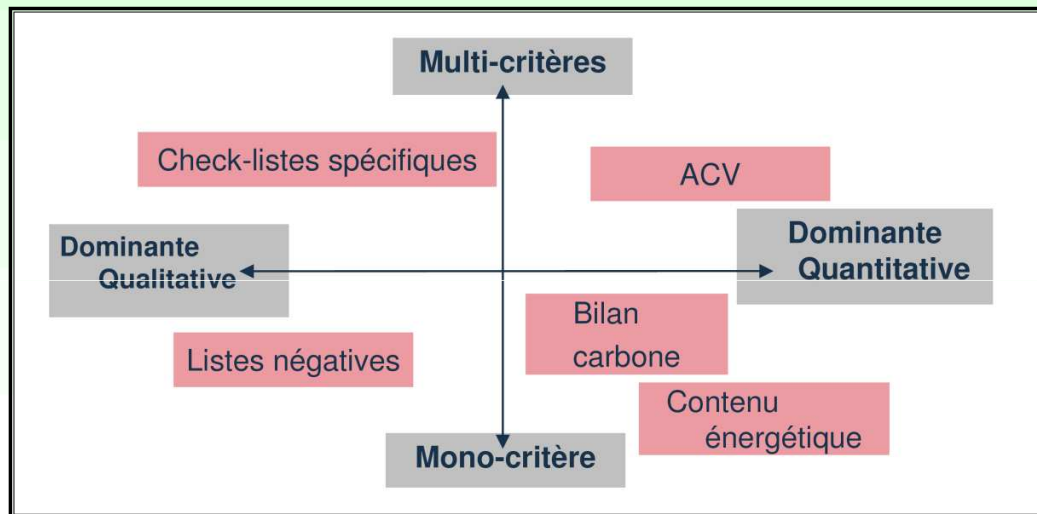 Multi-critères
Check-listes spécifiques
ACV
Dominante
Qualitative
Dominante
Quantitative
Bilan
carbone
Listes négatives
Contenu
énergétique
Mono-critère